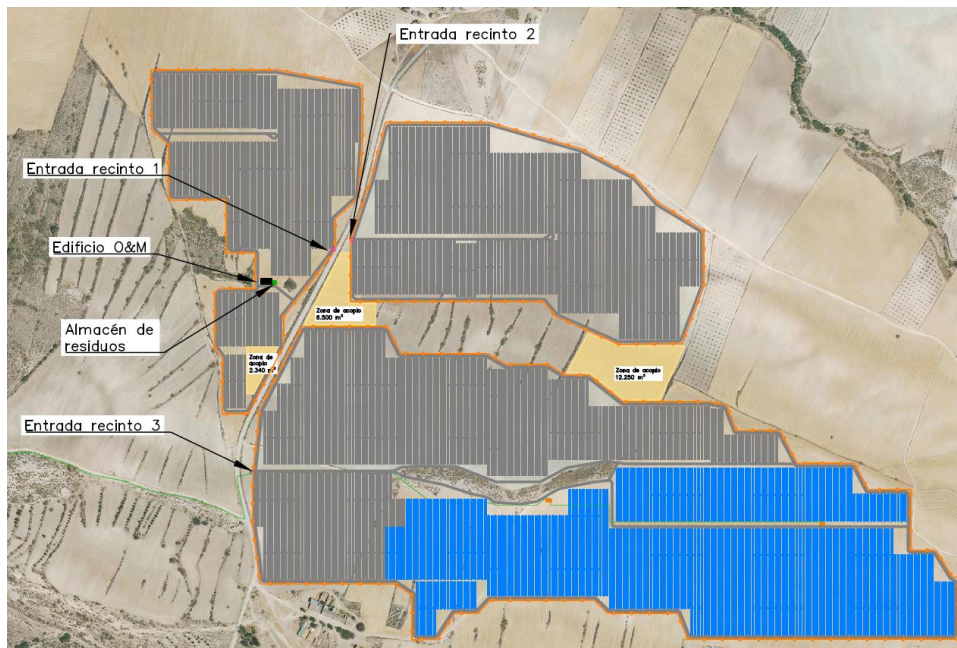 Entrada recinto 2
Entrada recinto 1
Edificio O&M
Almacén de
residuos
Zona de acopio
6.500 m²
Zona de
acopio
2.340 m²
Zona de acopio
12.250 m²
Entrada recinto 3